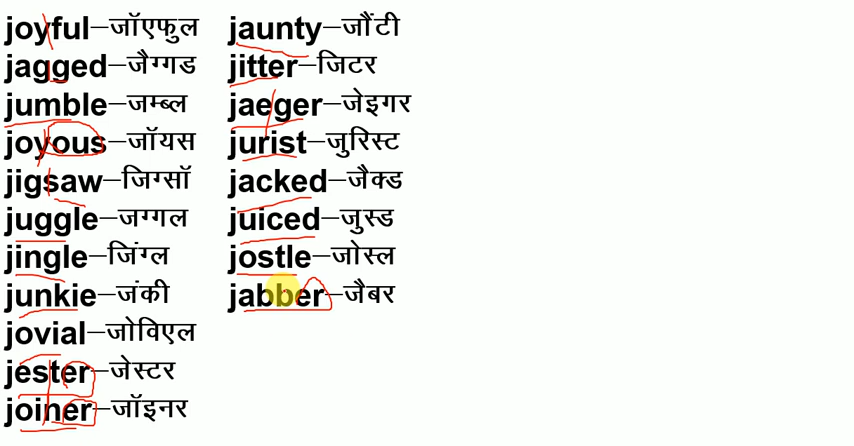 joyful–जॉएफुल
jagged–जैग्गड
jumble–जम्ब्ल
joyous–जॉयस
jigsaw–जिग्सॉ
juggle–जग्गल
jingle–जिंग्ल
junkie–जंकी
jovial–जोविएल
jester–जेस्टर
joiner–जॉइनर
jaunty–जौंटी
jitter–जिटर
jaeger–जेइगर
jurist–जुरिस्ट
jacked–जैक्ड
juiced–जुस्ड
jostle–जोस्ल
jabber–जैबर